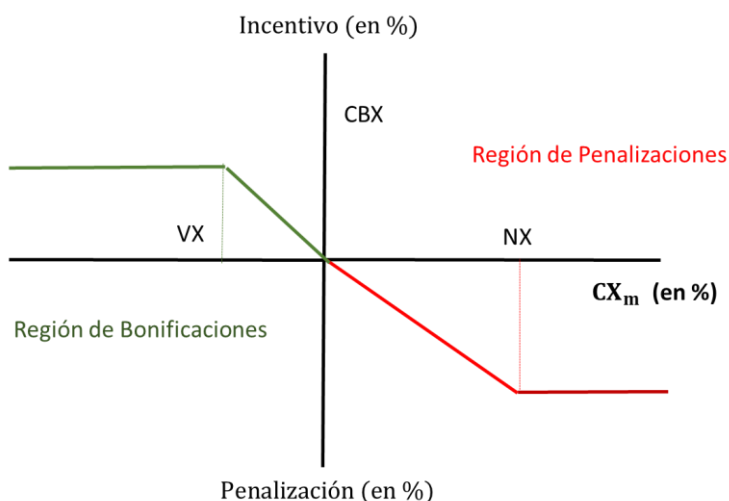 Incentivo (en %)
CBX
Región de Penalizaciones
VX
NX
CXm (en %)
Región de Bonificaciones
Penalización (en %)